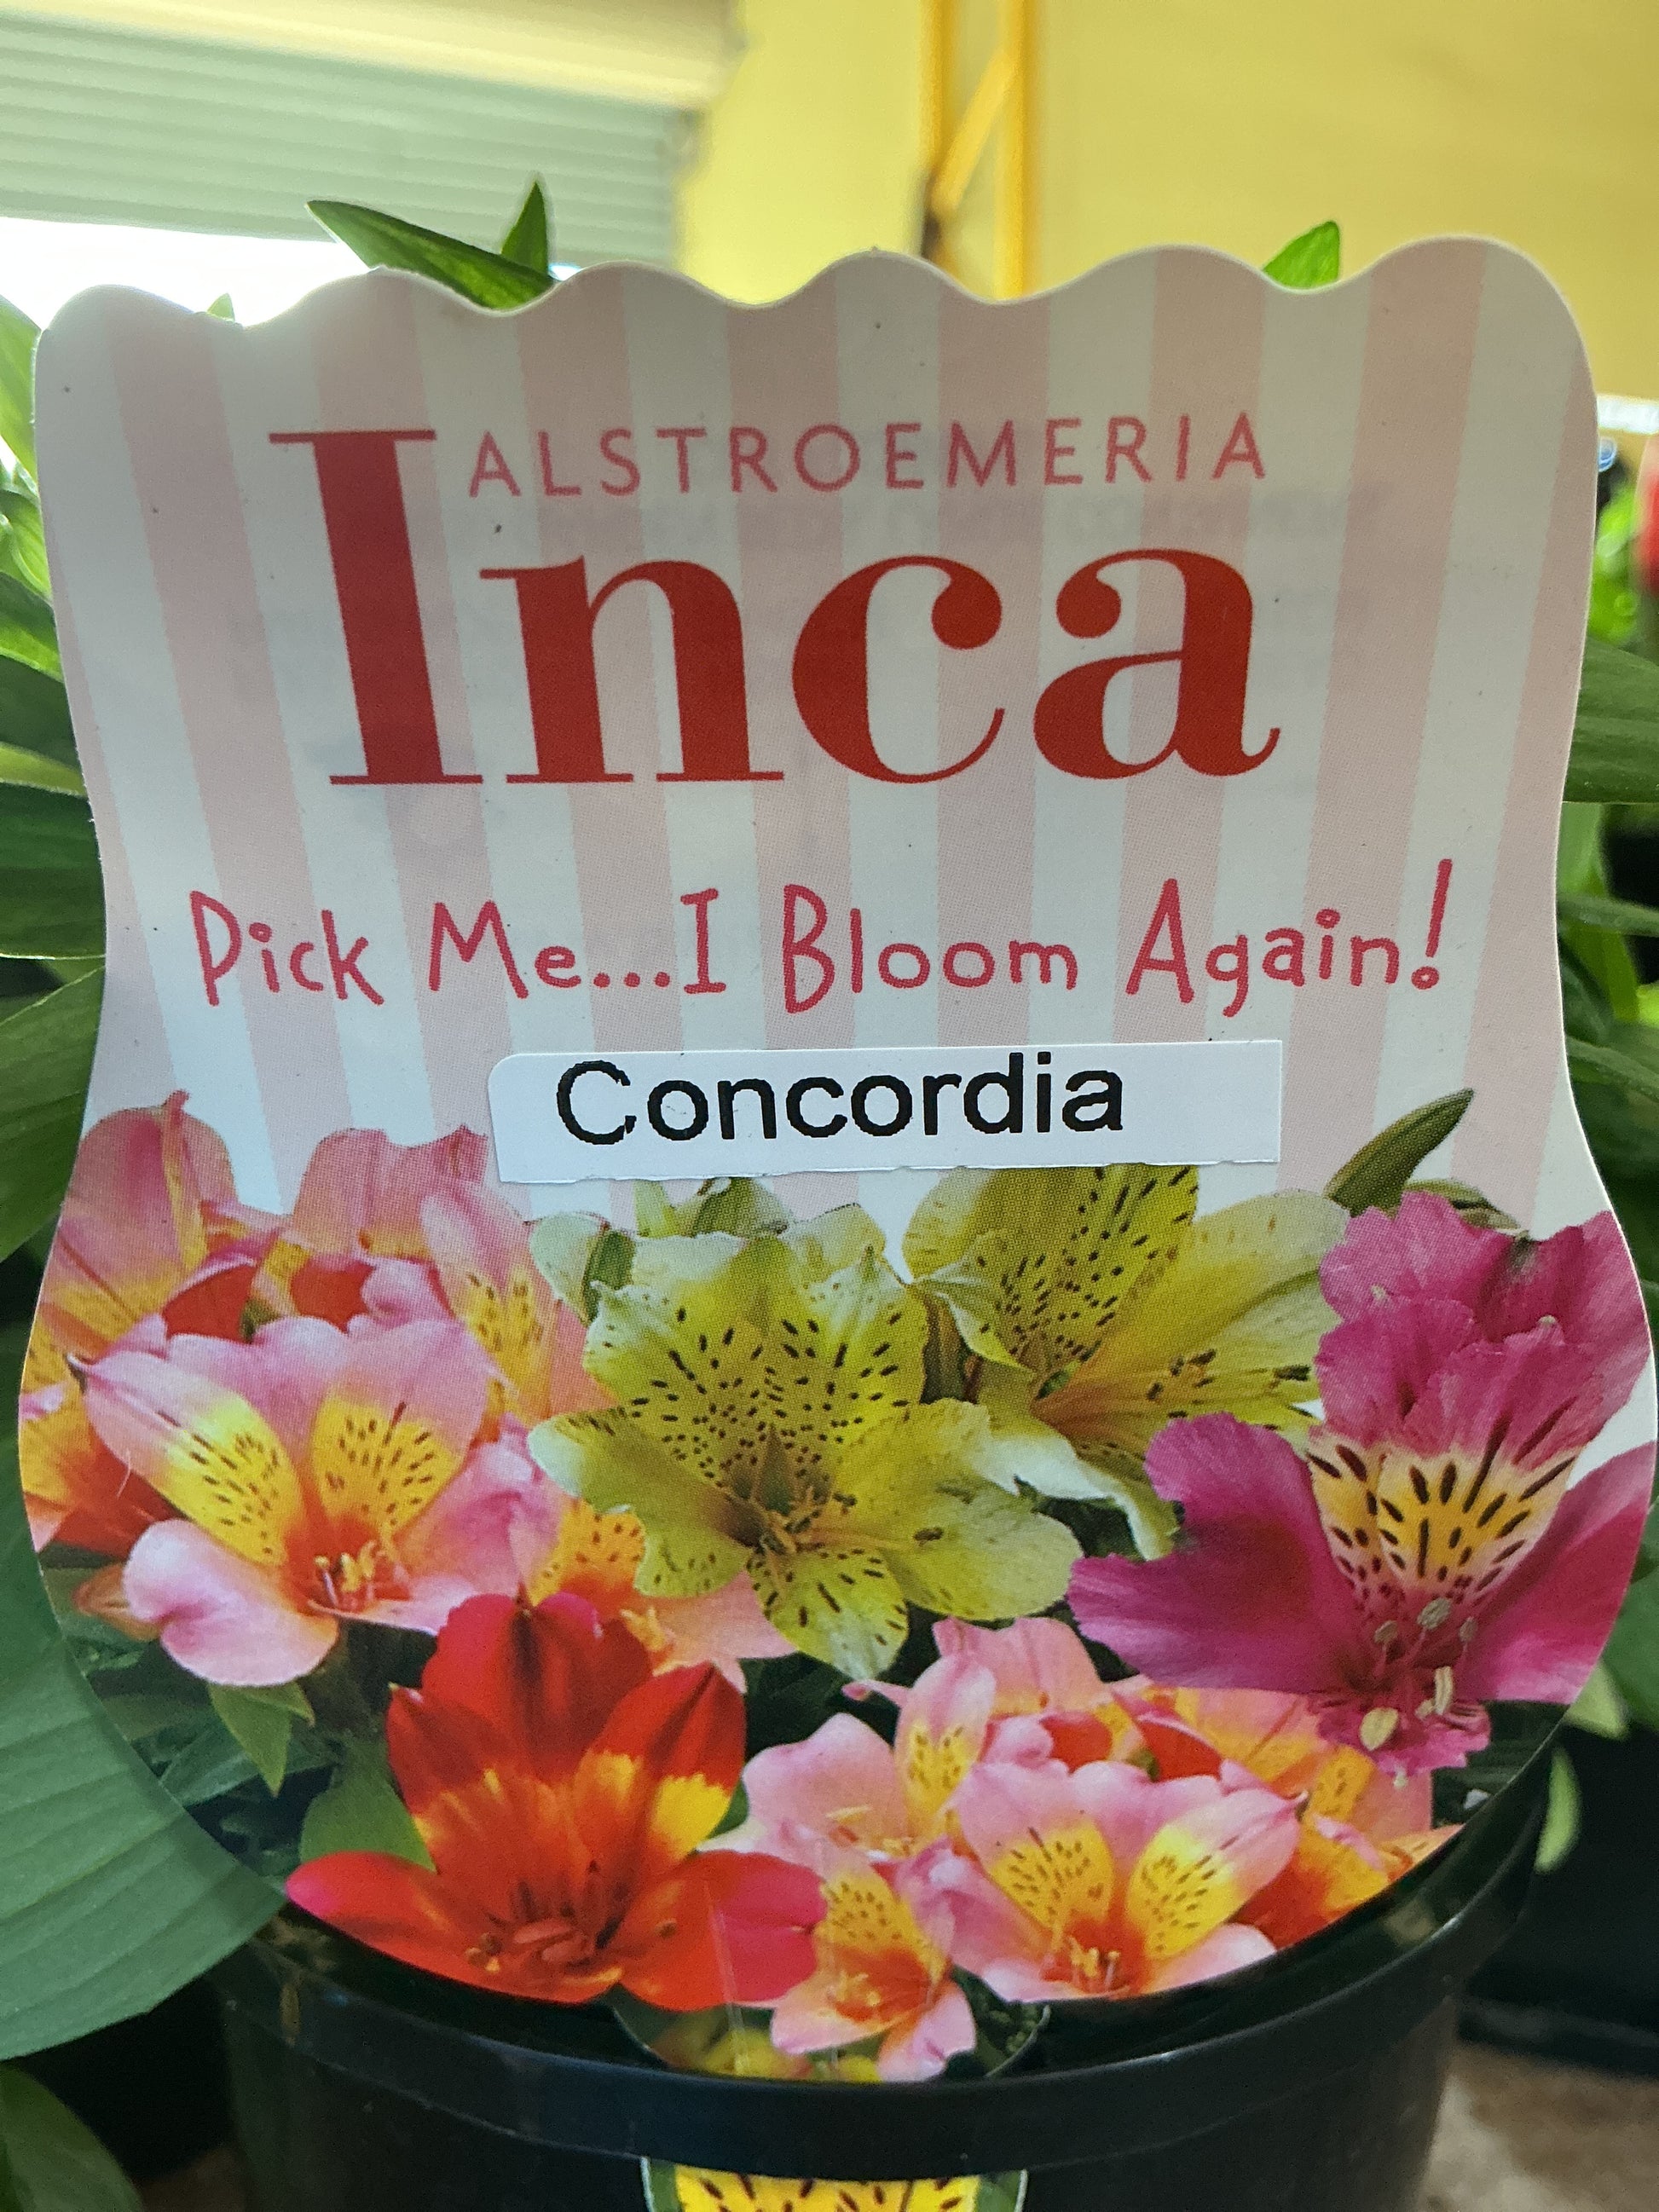 ALSTROEMERIA
Inca
Pick Me...I Bloom Again!
Concordia